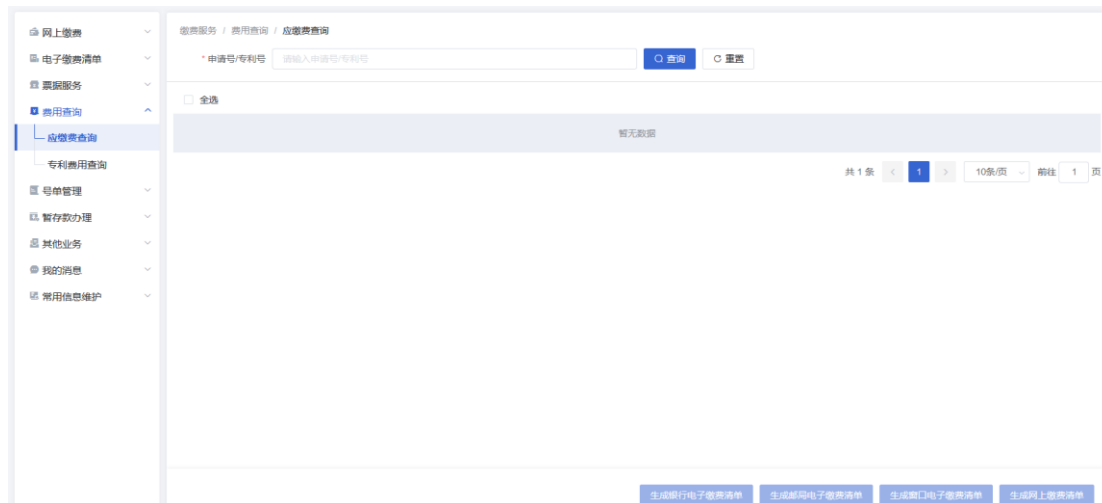 网上缴费
电子缴费清单
票据服务
费用查询
应缴费查询
专利费用查询
号单管理
暂存款办理
其他业务
我的消息
常用信息维护
缴费服务 / 费用查询 / 应缴费查询
* 申请号/专利号 请输入申请号/专利号 查询 重置
全选
暂无数据
共 1 条 < 1 > 10条/页 前往 1 页
生成银行电子缴费清单 生成邮局电子缴费清单 生成窗口电子缴费清单 生成网上缴费清单